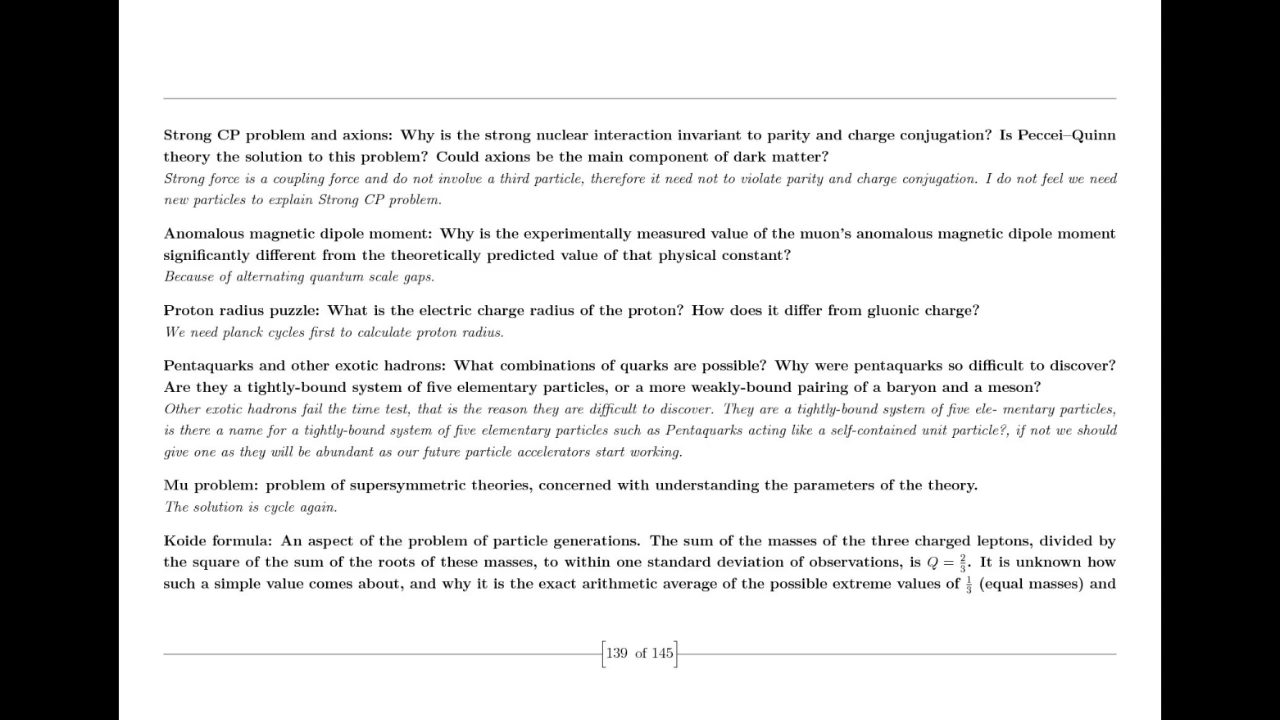 Strong CP problem and axions: Why is the strong nuclear interaction invariant to parity and charge conjugation? Is Peccei–Quinn
theory the solution to this problem? Could axions be the main component of dark matter?
Strong force is a coupling force and do not involve a third particle, therefore it need not to violate parity and charge conjugation. I do not feel we need
new particles to explain Strong CP problem.
Anomalous magnetic dipole moment: Why is the experimentally measured value of the muon's anomalous magnetic dipole moment
significantly different from the theoretically predicted value of that physical constant?
Because of alternating quantum scale gaps.
Proton radius puzzle: What is the electric charge radius of the proton? How does it differ from gluonic charge?
We need planck cycles first to calculate proton radius.
Pentaquarks and other exotic hadrons: What combinations of quarks are possible? Why were pentaquarks so difficult to discover?
Are they a tightly-bound system of five elementary particles, or a more weakly-bound pairing of a baryon and a meson?
Other exotic hadrons fail the time test, that is the reason they are difficult to discover. They are a tightly-bound system of five ele- mentary particles,
is there a name for a tightly-bound system of five elementary particles such as Pentaquarks acting like a self-contained unit particle?, if not we should
give one as they will be abundant as our future particle accelerators start working.
Mu problem: problem of supersymmetric theories, concerned with understanding the parameters of the theory.
The solution is cycle again.
Koide formula: An aspect of the problem of particle generations. The sum of the masses of the three charged leptons, divided by
the square of the sum of the roots of these masses, to within one standard deviation of observations, is Q = 2/3. It is unknown how
such a simple value comes about, and why it is the exact arithmetic average of the possible extreme values of 1/3 (equal masses) and
[139 of 145]